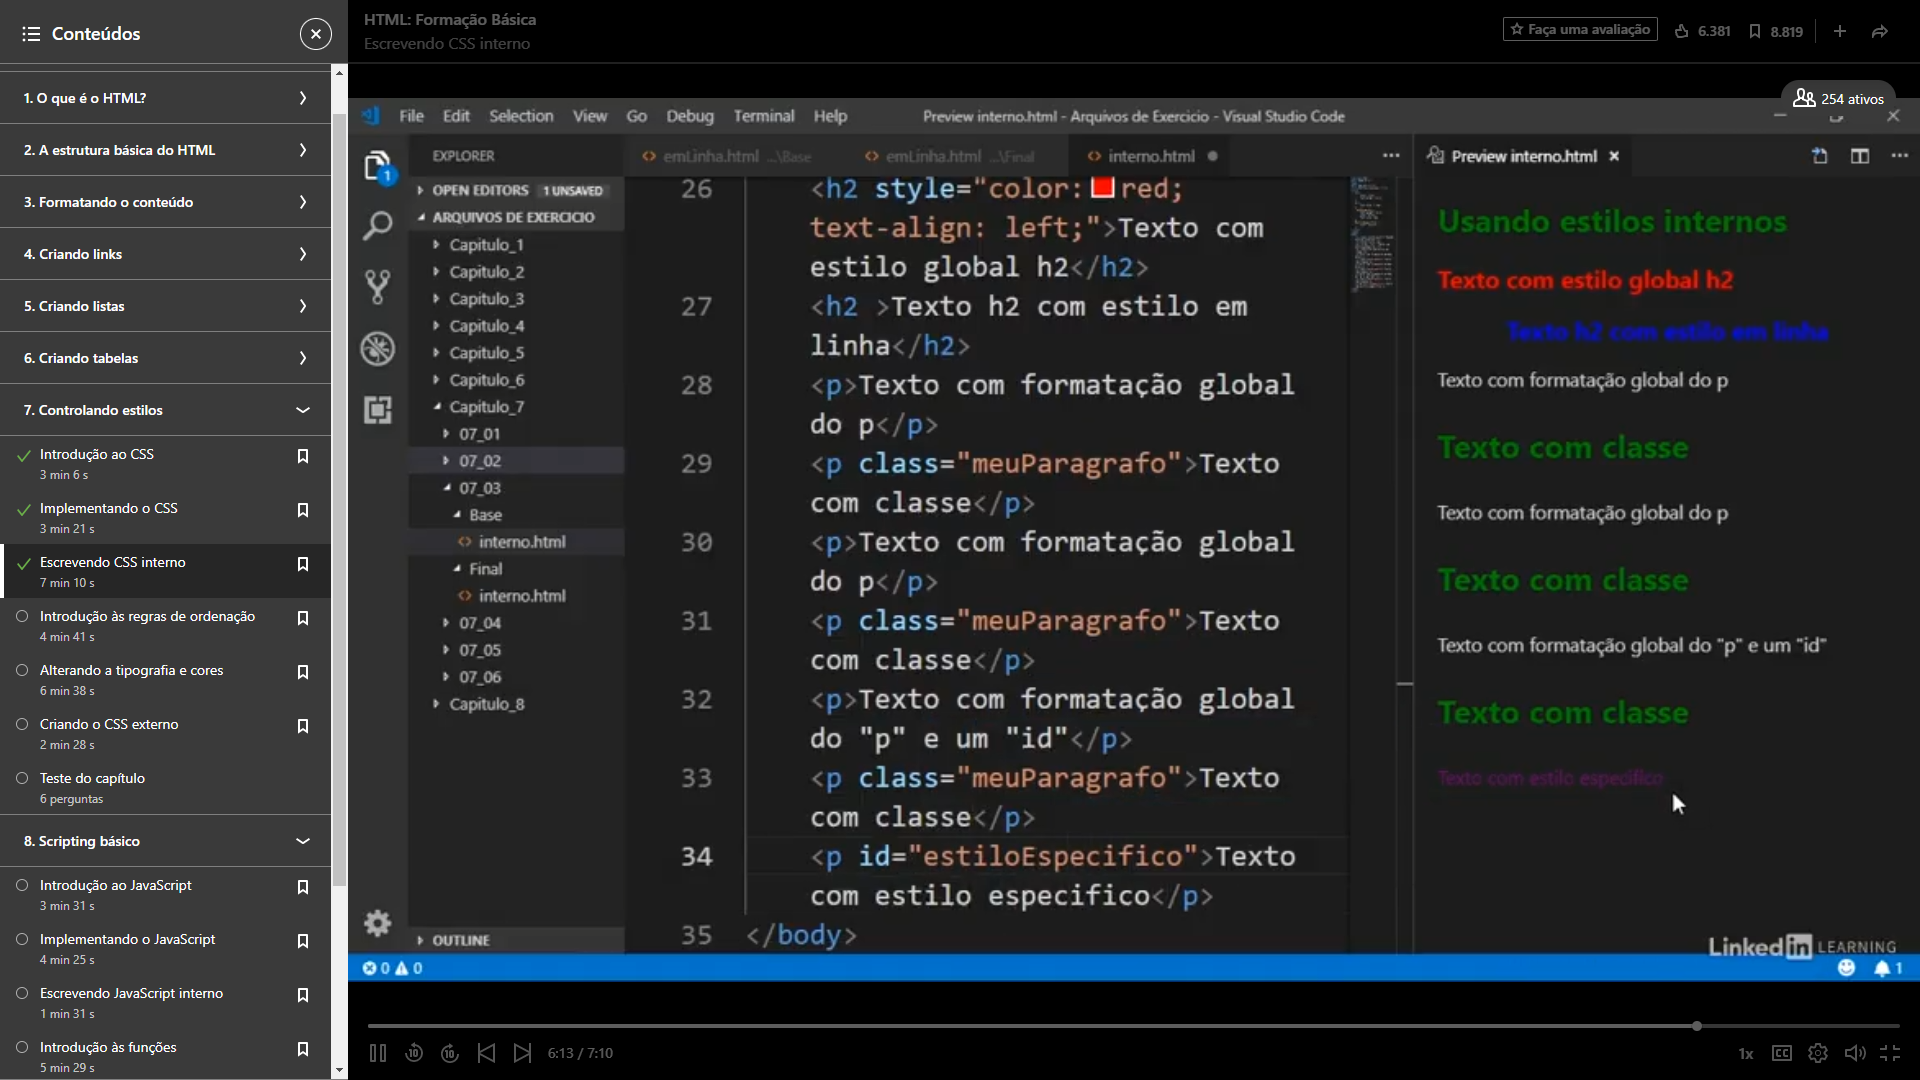 Conteúdos
1. O que é o HTML?
2. A estrutura básica do HTML
3. Formatando o conteúdo
4. Criando links
5. Criando listas
6. Criando tabelas
7. Controlando estilos
Introdução ao CSS
3 min 6 s
Implementando o CSS
3 min 21 s
Escrevendo CSS interno
7 min 10 s
Introdução às regras de ordenação
4 min 41 s
Alterando a tipografia e cores
6 min 38 s
Criando o CSS externo
2 min 28 s
Teste do capítulo
6 perguntas
8. Scripting básico
Introdução ao JavaScript
3 min 31 s
Implementando o JavaScript
4 min 25 s
Escrevendo JavaScript interno
1 min 31 s
Introdução às funções
5 min 29 s
HTML: Formação Básica
Escrevendo CSS interno
Faça uma avaliação
6.381
8.819
254 ativos
File Edit Selection View Go Debug Terminal Help
Preview interno.html - Arquivos de Exercicio - Visual Studio Code
1
EXPLORER
OPEN EDITORS 1 UNSAVED
ARQUIVOS DE EXERCICIO
Capitulo_1
Capitulo_2
Capitulo_3
Capitulo_4
Capitulo_5
Capitulo_6
Capitulo_7
07_01
07_02
07_03
Base
interno.html
Final
interno.html
07_04
07_05
07_06
Capitulo_8
OUTLINE
emLinha.html ...\Base
emLinha.html ...\Final
interno.html
26 <h2 style="color: red;
text-align: left;">Texto com
estilo global h2</h2>
27 <h2 >Texto h2 com estilo em
linha</h2>
28 <p>Texto com formatação global
do p</p>
29 <p class="meuParagrafo">Texto
com classe</p>
30 <p>Texto com formatação global
do p</p>
31 <p class="meuParagrafo">Texto
com classe</p>
32 <p>Texto com formatação global
do "p" e um "id"</p>
33 <p class="meuParagrafo">Texto
com classe</p>
34 <p id="estiloEspecifico">Texto
com estilo especifico</p>
35 </body>
Preview interno.html
Usando estilos internos
Texto com estilo global h2
Texto h2 com estilo em linha
Texto com formatação global do p
Texto com classe
Texto com formatação global do p
Texto com classe
Texto com formatação global do "p" e um "id"
Texto com classe
Texto com estilo especifico
LinkedIn LEARNING
0 0
1
10
10
6:13 / 7:10
1x
CC